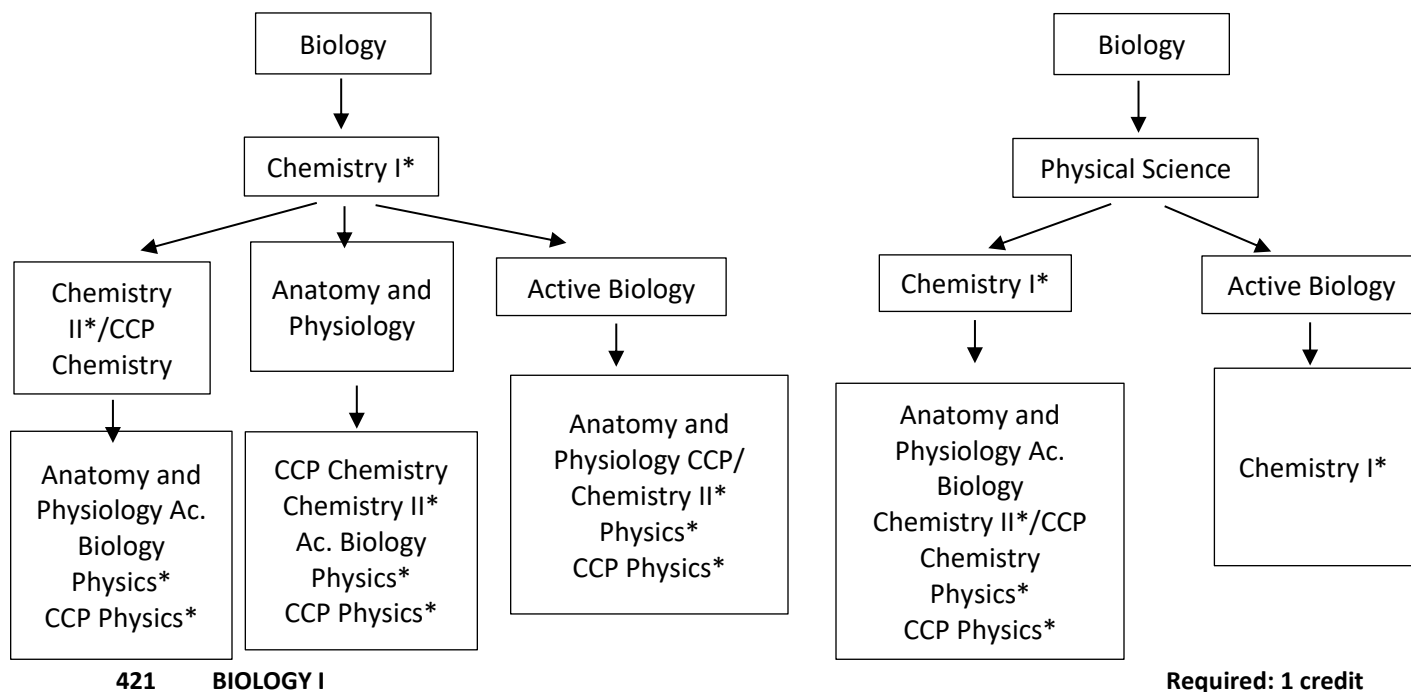 Biology
Chemistry I*
Chemistry
II*/CCP
Chemistry
Anatomy and
Physiology
Active Biology
Anatomy and
Physiology Ac.
Biology
Physics*
CCP Physics*
CCP Chemistry
Chemistry II*
Ac. Biology
Physics*
CCP Physics*
Anatomy and
Physiology CCP/
Chemistry II*
Physics*
CCP Physics*
Biology
Physical Science
Chemistry I*
Active Biology
Anatomy and
Physiology Ac.
Biology
Chemistry II*/CCP
Chemistry
Physics*
CCP Physics*
Chemistry I*
421 BIOLOGY I Required: 1 credit